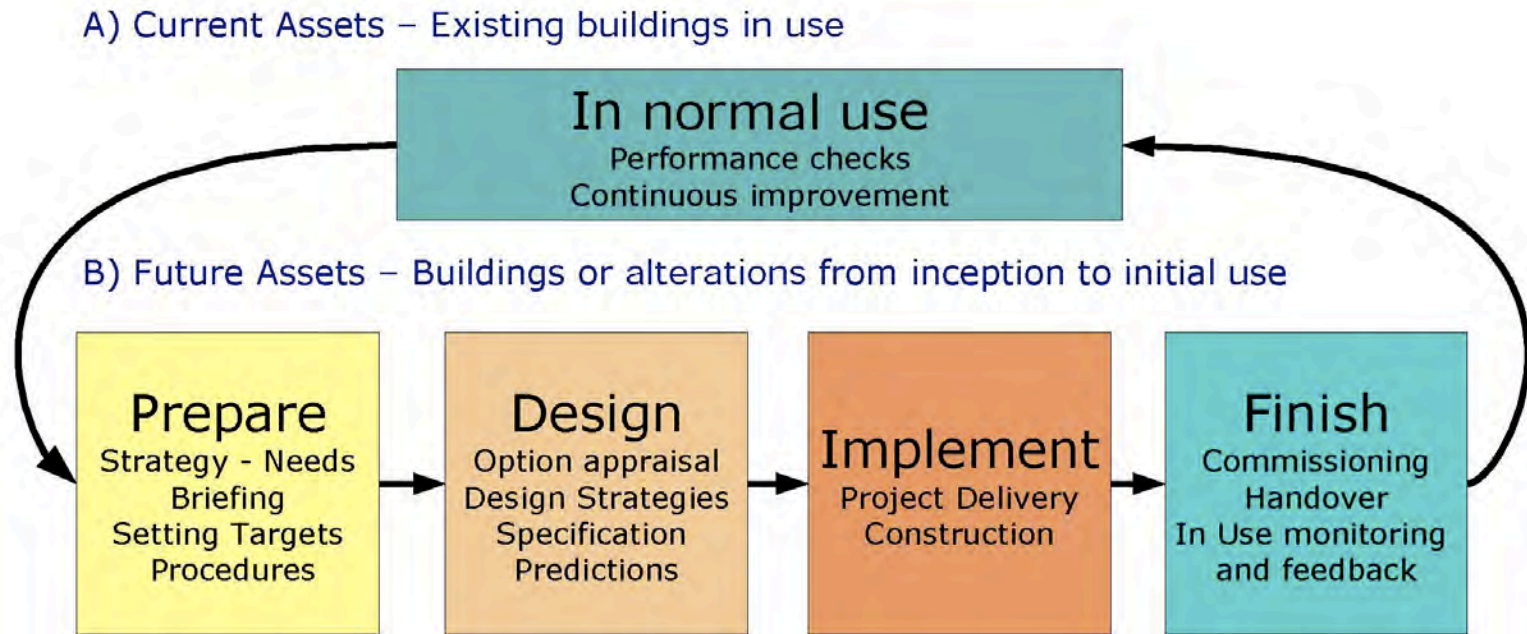 A) Current Assets – Existing buildings in use
In normal use
Performance checks
Continuous improvement
B) Future Assets – Buildings or alterations from inception to initial use
Prepare
Strategy - Needs
Briefing
Setting Targets
Procedures
Design
Option appraisal
Design Strategies
Specification
Predictions
Implement
Project Delivery
Construction
Finish
Commissioning
Handover
In Use monitoring
and feedback